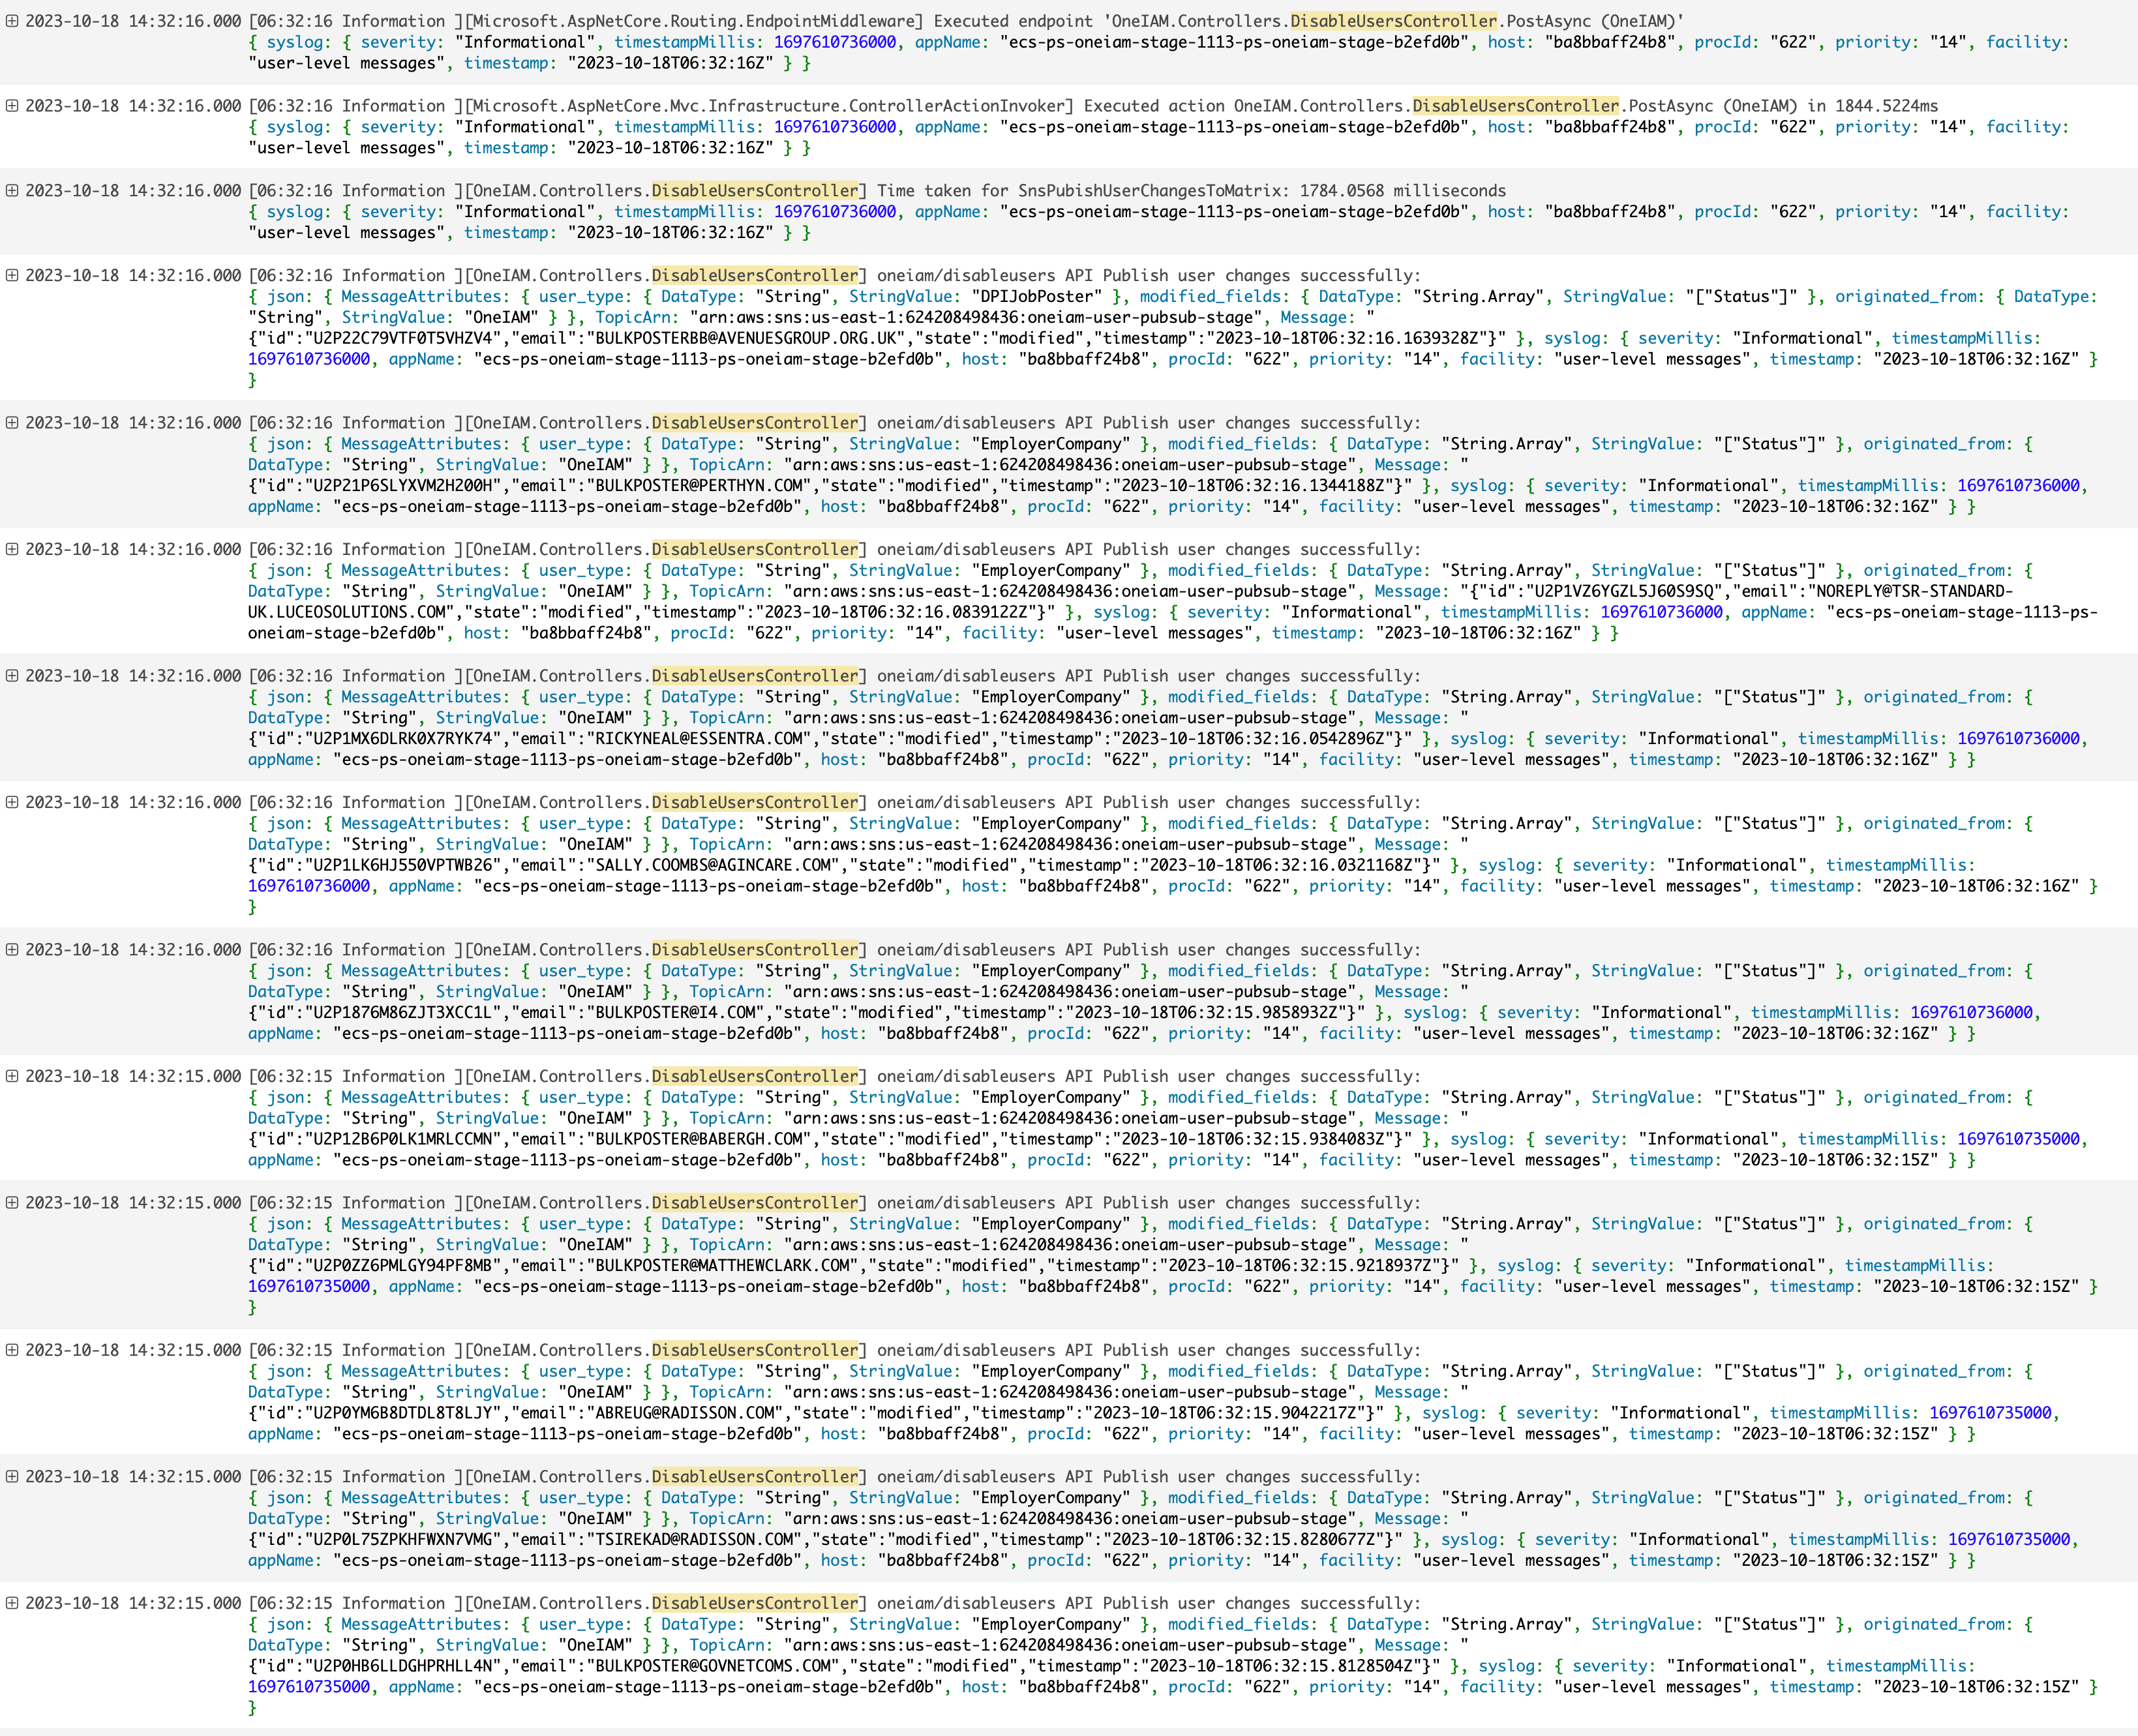 2023-10-18 14:32:16.000 [06:32:16 Information ][Microsoft.AspNetCore.Routing.EndpointMiddleware] Executed endpoint 'OneIAM.Controllers.DisableUsersController.PostAsync (OneIAM)'
{ syslog: { severity: "Informational", timestampMillis: 1697610736000, appName: "ecs-ps-oneiam-stage-1113-ps-oneiam-stage-b2efd0b", host: "ba8bbaff24b8", procId: "622", priority: "14", facility:
"user-level messages", timestamp: "2023-10-18T06:32:16Z" } }
2023-10-18 14:32:16.000 [06:32:16 Information ][Microsoft.AspNetCore.Mvc.Infrastructure.ControllerActionInvoker] Executed action OneIAM.Controllers.DisableUsersController.PostAsync (OneIAM) in 1844.5224ms
{ syslog: { severity: "Informational", timestampMillis: 1697610736000, appName: "ecs-ps-oneiam-stage-1113-ps-oneiam-stage-b2efd0b", host: "ba8bbaff24b8", procId: "622", priority: "14", facility:
"user-level messages", timestamp: "2023-10-18T06:32:16Z" } }
2023-10-18 14:32:16.000 [06:32:16 Information ][OneIAM.Controllers.DisableUsersController] Time taken for SnsPubishUserChangesToMatrix: 1784.0568 milliseconds
{ syslog: { severity: "Informational", timestampMillis: 1697610736000, appName: "ecs-ps-oneiam-stage-1113-ps-oneiam-stage-b2efd0b", host: "ba8bbaff24b8", procId: "622", priority: "14", facility:
"user-level messages", timestamp: "2023-10-18T06:32:16Z" } }
2023-10-18 14:32:16.000 [06:32:16 Information ][OneIAM.Controllers.DisableUsersController] oneiam/disableusers API Publish user changes successfully:
{ json: { MessageAttributes: { user_type: { DataType: "String", StringValue: "DPIJobPoster" }, modified_fields: { DataType: "String.Array", StringValue: "["Status"]" }, originated_from: { DataType:
"String", StringValue: "OneIAM" } }, TopicArn: "arn:aws:sns:us-east-1:624208498436:oneiam-user-pubsub-stage", Message: "
{"id":"U2P22C79VTF0T5VHZV4","email":"BULKPOSTERBB@AVENUESGROUP.ORG.UK","state":"modified","timestamp":"2023-10-18T06:32:16.1639328Z"}" }, syslog: { severity: "Informational", timestampMillis:
1697610736000, appName: "ecs-ps-oneiam-stage-1113-ps-oneiam-stage-b2efd0b", host: "ba8bbaff24b8", procId: "622", priority: "14", facility: "user-level messages", timestamp: "2023-10-18T06:32:16Z" }
}
2023-10-18 14:32:16.000 [06:32:16 Information ][OneIAM.Controllers.DisableUsersController] oneiam/disableusers API Publish user changes successfully:
{ json: { MessageAttributes: { user_type: { DataType: "String", StringValue: "EmployerCompany" }, modified_fields: { DataType: "String.Array", StringValue: "["Status"]" }, originated_from: {
DataType: "String", StringValue: "OneIAM" } }, TopicArn: "arn:aws:sns:us-east-1:624208498436:oneiam-user-pubsub-stage", Message: "
{"id":"U2P21P6SLYXVM2HZ00H","email":"BULKPOSTER@PERTHYN.COM","state":"modified","timestamp":"2023-10-18T06:32:16.1344188Z"}" }, syslog: { severity: "Informational", timestampMillis: 1697610736000,
appName: "ecs-ps-oneiam-stage-1113-ps-oneiam-stage-b2efd0b", host: "ba8bbaff24b8", procId: "622", priority: "14", facility: "user-level messages", timestamp: "2023-10-18T06:32:16Z" } }
2023-10-18 14:32:16.000 [06:32:16 Information ][OneIAM.Controllers.DisableUsersController] oneiam/disableusers API Publish user changes successfully:
{ json: { MessageAttributes: { user_type: { DataType: "String", StringValue: "EmployerCompany" }, modified_fields: { DataType: "String.Array", StringValue: "["Status"]" }, originated_from: {
DataType: "String", StringValue: "OneIAM" } }, TopicArn: "arn:aws:sns:us-east-1:624208498436:oneiam-user-pubsub-stage", Message: "{"id":"U2P1VZ6YGZL5J60S9SQ","email":"NOREPLY@TSR-STANDARD-
UK.LUCEOSOLUTIONS.COM","state":"modified","timestamp":"2023-10-18T06:32:16.0839122Z"}" }, syslog: { severity: "Informational", timestampMillis: 1697610736000, appName: "ecs-ps-oneiam-stage-1113-ps-
oneiam-stage-b2efd0b", host: "ba8bbaff24b8", procId: "622", priority: "14", facility: "user-level messages", timestamp: "2023-10-18T06:32:16Z" } }
2023-10-18 14:32:16.000 [06:32:16 Information ][OneIAM.Controllers.DisableUsersController] oneiam/disableusers API Publish user changes successfully:
{ json: { MessageAttributes: { user_type: { DataType: "String", StringValue: "EmployerCompany" }, modified_fields: { DataType: "String.Array", StringValue: "["Status"]" }, originated_from: {
DataType: "String", StringValue: "OneIAM" } }, TopicArn: "arn:aws:sns:us-east-1:624208498436:oneiam-user-pubsub-stage", Message: "
{"id":"U2P1MX6DLRK0X7RYK74","email":"RICKYNEAL@ESSENTRA.COM","state":"modified","timestamp":"2023-10-18T06:32:16.0542896Z"}" }, syslog: { severity: "Informational", timestampMillis: 1697610736000,
appName: "ecs-ps-oneiam-stage-1113-ps-oneiam-stage-b2efd0b", host: "ba8bbaff24b8", procId: "622", priority: "14", facility: "user-level messages", timestamp: "2023-10-18T06:32:16Z" } }
2023-10-18 14:32:16.000 [06:32:16 Information ][OneIAM.Controllers.DisableUsersController] oneiam/disableusers API Publish user changes successfully:
{ json: { MessageAttributes: { user_type: { DataType: "String", StringValue: "EmployerCompany" }, modified_fields: { DataType: "String.Array", StringValue: "["Status"]" }, originated_from: {
DataType: "String", StringValue: "OneIAM" } }, TopicArn: "arn:aws:sns:us-east-1:624208498436:oneiam-user-pubsub-stage", Message: "
{"id":"U2P1LK6HJ550VPTWB26","email":"SALLY.COOMBS@AGINCARE.COM","state":"modified","timestamp":"2023-10-18T06:32:16.0321168Z"}" }, syslog: { severity: "Informational", timestampMillis:
1697610736000, appName: "ecs-ps-oneiam-stage-1113-ps-oneiam-stage-b2efd0b", host: "ba8bbaff24b8", procId: "622", priority: "14", facility: "user-level messages", timestamp: "2023-10-18T06:32:16Z" }
}
2023-10-18 14:32:16.000 [06:32:16 Information ][OneIAM.Controllers.DisableUsersController] oneiam/disableusers API Publish user changes successfully:
{ json: { MessageAttributes: { user_type: { DataType: "String", StringValue: "EmployerCompany" }, modified_fields: { DataType: "String.Array", StringValue: "["Status"]" }, originated_from: {
DataType: "String", StringValue: "OneIAM" } }, TopicArn: "arn:aws:sns:us-east-1:624208498436:oneiam-user-pubsub-stage", Message: "
{"id":"U2P1876M86ZJT3XCC1L","email":"BULKPOSTER@I4.COM","state":"modified","timestamp":"2023-10-18T06:32:15.9858932Z"}" }, syslog: { severity: "Informational", timestampMillis: 1697610736000,
appName: "ecs-ps-oneiam-stage-1113-ps-oneiam-stage-b2efd0b", host: "ba8bbaff24b8", procId: "622", priority: "14", facility: "user-level messages", timestamp: "2023-10-18T06:32:16Z" } }
2023-10-18 14:32:15.000 [06:32:15 Information ][OneIAM.Controllers.DisableUsersController] oneiam/disableusers API Publish user changes successfully:
{ json: { MessageAttributes: { user_type: { DataType: "String", StringValue: "EmployerCompany" }, modified_fields: { DataType: "String.Array", StringValue: "["Status"]" }, originated_from: {
DataType: "String", StringValue: "OneIAM" } }, TopicArn: "arn:aws:sns:us-east-1:624208498436:oneiam-user-pubsub-stage", Message: "
{"id":"U2P12B6P0LK1MRLCCMN","email":"BULKPOSTER@BABERGH.COM","state":"modified","timestamp":"2023-10-18T06:32:15.9384083Z"}" }, syslog: { severity: "Informational", timestampMillis: 1697610735000,
appName: "ecs-ps-oneiam-stage-1113-ps-oneiam-stage-b2efd0b", host: "ba8bbaff24b8", procId: "622", priority: "14", facility: "user-level messages", timestamp: "2023-10-18T06:32:15Z" } }
2023-10-18 14:32:15.000 [06:32:15 Information ][OneIAM.Controllers.DisableUsersController] oneiam/disableusers API Publish user changes successfully:
{ json: { MessageAttributes: { user_type: { DataType: "String", StringValue: "EmployerCompany" }, modified_fields: { DataType: "String.Array", StringValue: "["Status"]" }, originated_from: {
DataType: "String", StringValue: "OneIAM" } }, TopicArn: "arn:aws:sns:us-east-1:624208498436:oneiam-user-pubsub-stage", Message: "
{"id":"U2P0ZZ6PMLGY94PF8MB","email":"BULKPOSTER@MATTHEWCLARK.COM","state":"modified","timestamp":"2023-10-18T06:32:15.9218937Z"}" }, syslog: { severity: "Informational", timestampMillis:
1697610735000, appName: "ecs-ps-oneiam-stage-1113-ps-oneiam-stage-b2efd0b", host: "ba8bbaff24b8", procId: "622", priority: "14", facility: "user-level messages", timestamp: "2023-10-18T06:32:15Z" }
}
2023-10-18 14:32:15.000 [06:32:15 Information ][OneIAM.Controllers.DisableUsersController] oneiam/disableusers API Publish user changes successfully:
{ json: { MessageAttributes: { user_type: { DataType: "String", StringValue: "EmployerCompany" }, modified_fields: { DataType: "String.Array", StringValue: "["Status"]" }, originated_from: {
DataType: "String", StringValue: "OneIAM" } }, TopicArn: "arn:aws:sns:us-east-1:624208498436:oneiam-user-pubsub-stage", Message: "
{"id":"U2P0YM6B8DTDL8T8LJY","email":"ABREUG@RADISSON.COM","state":"modified","timestamp":"2023-10-18T06:32:15.9042217Z"}" }, syslog: { severity: "Informational", timestampMillis: 1697610735000,
appName: "ecs-ps-oneiam-stage-1113-ps-oneiam-stage-b2efd0b", host: "ba8bbaff24b8", procId: "622", priority: "14", facility: "user-level messages", timestamp: "2023-10-18T06:32:15Z" } }
2023-10-18 14:32:15.000 [06:32:15 Information ][OneIAM.Controllers.DisableUsersController] oneiam/disableusers API Publish user changes successfully:
{ json: { MessageAttributes: { user_type: { DataType: "String", StringValue: "EmployerCompany" }, modified_fields: { DataType: "String.Array", StringValue: "["Status"]" }, originated_from: {
DataType: "String", StringValue: "OneIAM" } }, TopicArn: "arn:aws:sns:us-east-1:624208498436:oneiam-user-pubsub-stage", Message: "
{"id":"U2P0L75ZPKHFWXN7VMG","email":"TSIREKAD@RADISSON.COM","state":"modified","timestamp":"2023-10-18T06:32:15.8280677Z"}" }, syslog: { severity: "Informational", timestampMillis: 1697610735000,
appName: "ecs-ps-oneiam-stage-1113-ps-oneiam-stage-b2efd0b", host: "ba8bbaff24b8", procId: "622", priority: "14", facility: "user-level messages", timestamp: "2023-10-18T06:32:15Z" } }
2023-10-18 14:32:15.000 [06:32:15 Information ][OneIAM.Controllers.DisableUsersController] oneiam/disableusers API Publish user changes successfully:
{ json: { MessageAttributes: { user_type: { DataType: "String", StringValue: "EmployerCompany" }, modified_fields: { DataType: "String.Array", StringValue: "["Status"]" }, originated_from: {
DataType: "String", StringValue: "OneIAM" } }, TopicArn: "arn:aws:sns:us-east-1:624208498436:oneiam-user-pubsub-stage", Message: "
{"id":"U2P0HB6LLDGHPRHLL4N","email":"BULKPOSTER@GOVNETCOMS.COM","state":"modified","timestamp":"2023-10-18T06:32:15.8128504Z"}" }, syslog: { severity: "Informational", timestampMillis:
1697610735000, appName: "ecs-ps-oneiam-stage-1113-ps-oneiam-stage-b2efd0b", host: "ba8bbaff24b8", procId: "622", priority: "14", facility: "user-level messages", timestamp: "2023-10-18T06:32:15Z" }
}